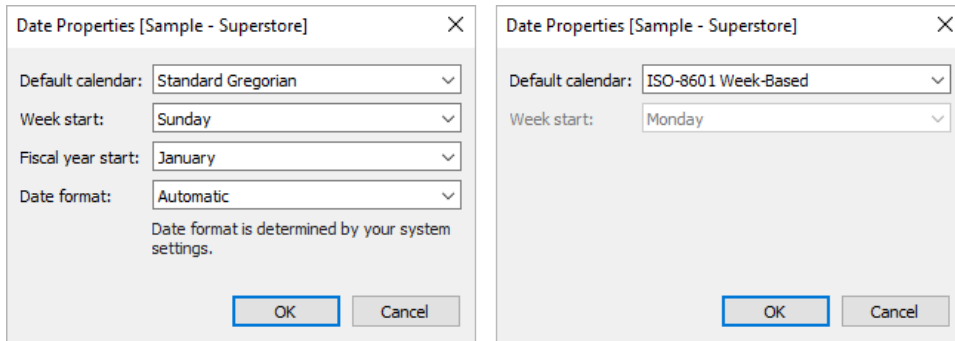 Date Properties [Sample - Superstore]
Default calendar: Standard Gregorian
Week start: Sunday
Fiscal year start: January
Date format: Automatic
Date format is determined by your system
settings.
OK Cancel
Date Properties [Sample - Superstore]
Default calendar: ISO-8601 Week-Based
Week start: Monday
OK Cancel